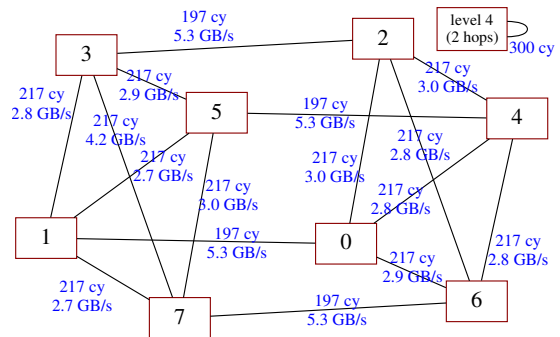 197 cy
5.3 GB/s
level 4
(2 hops)
300 cy
3
2
217 cy
2.9 GB/s
217 cy
3.0 GB/s
217 cy
2.8 GB/s
5
197 cy
5.3 GB/s
4
217 cy
4.2 GB/s
217 cy
2.8 GB/s
217 cy
2.7 GB/s
217 cy
3.0 GB/s
217 cy
3.0 GB/s
217 cy
2.8 GB/s
1
197 cy
5.3 GB/s
0
217 cy
2.8 GB/s
217 cy
2.9 GB/s
217 cy
2.7 GB/s
7
197 cy
5.3 GB/s
6